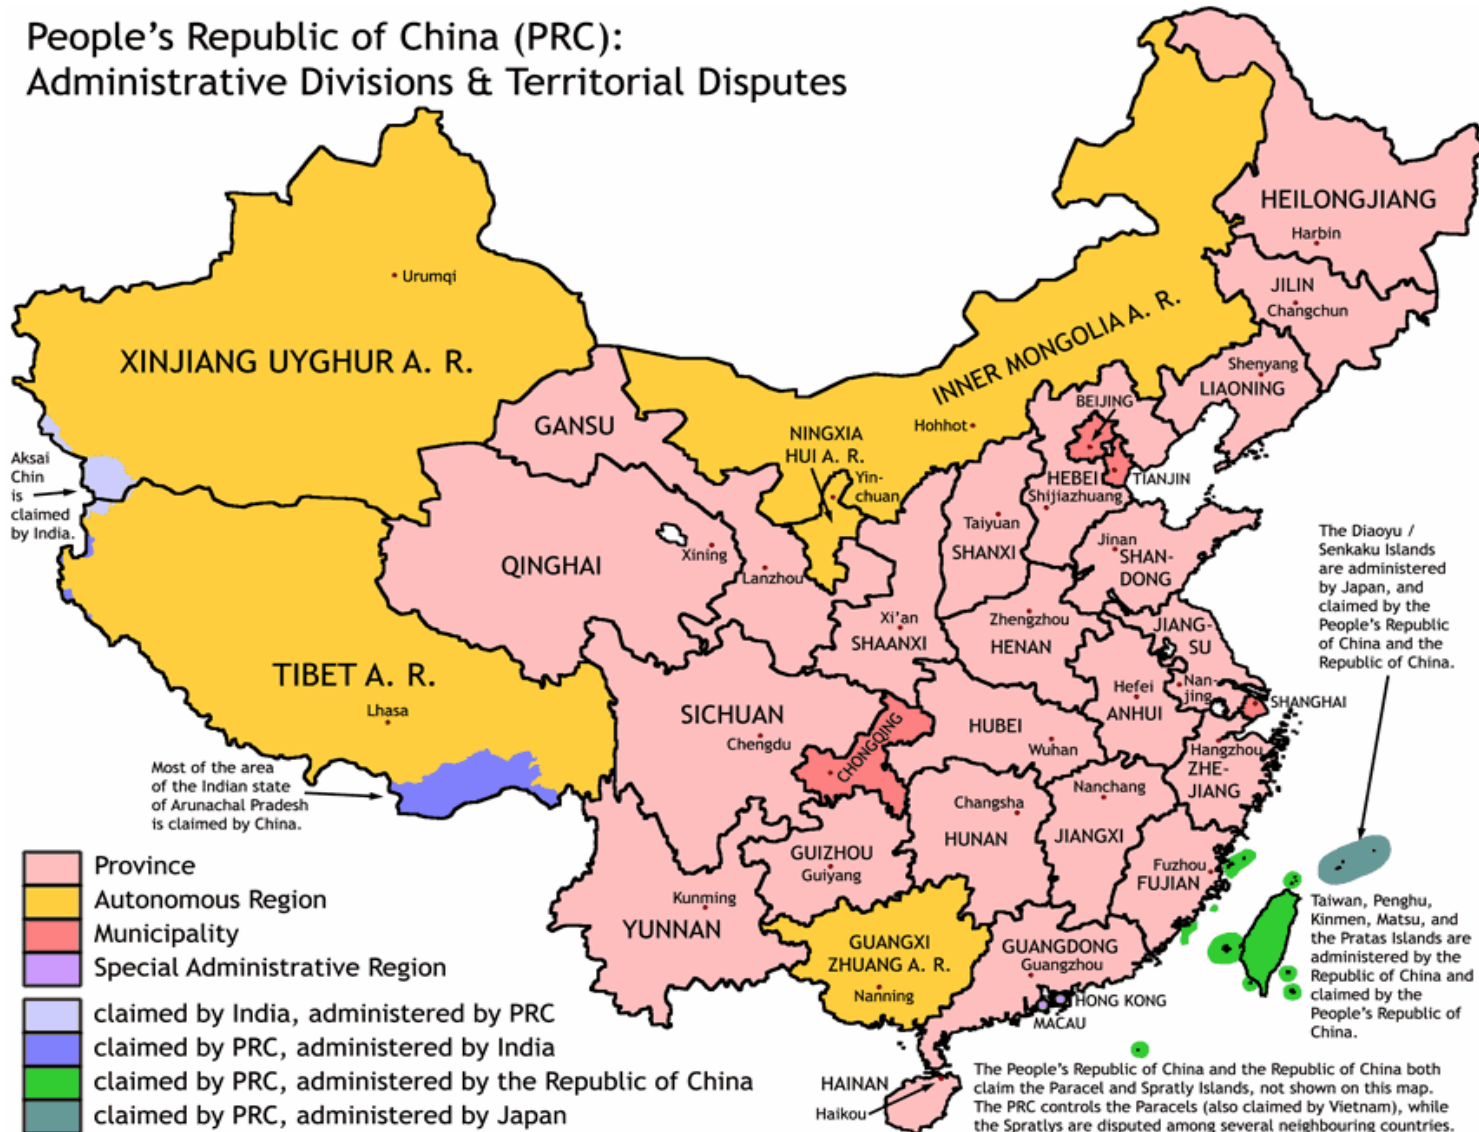 People's Republic of China (PRC):
Administrative Divisions & Territorial Disputes
HEILONGJIANG
Harbin
JILIN
Changchun
Urumqi
XINJIANG UYGHUR A. R.
INNER MONGOLIA A. R.
Shenyang
LIAONING
BEIJING
GANSU
Hohhot
NINGXIA
HUI A. R.
Yin-
chuan
HEBEI
TIANJIN
Shijiazhuang
Aksai
Chin
is
claimed
by India.
Taiyuan
SHANXI
Jinan
SHAN-
DONG
QINGHAI
Xining
Lanzhou
The Diaoyu /
Senkaku Islands
are administered
by Japan, and
claimed by the
People's Republic
of China and the
Republic of China.
Xi'an
SHAANXI
Zhengzhou
HENAN
JIANG-
SU
TIBET A. R.
Lhasa
Nan-
jing
Hefei
ANHUI
SHANGHAI
SICHUAN
Chengdu
CHONGQING
HUBEI
Wuhan
Hangzhou
ZHE-
JIANG
Most of the area
of the Indian state
of Arunachal Pradesh
is claimed by China.
Changsha
HUNAN
Nanchang
JIANGXI
GUIZHOU
Guiyang
Fuzhou
FUJIAN
Kunming
YUNNAN
Taiwan, Penghu,
Kinmen, Matsu, and
the Pratas Islands are
administered by the
Republic of China and
claimed by the
People's Republic of
China.
GUANGXI
ZHUANG A. R.
Nanning
GUANGDONG
Guangzhou
HONG KONG
MACAU
HAINAN
Haikou
Province
Autonomous Region
Municipality
Special Administrative Region
claimed by India, administered by PRC
claimed by PRC, administered by India
claimed by PRC, administered by the Republic of China
claimed by PRC, administered by Japan
The People's Republic of China and the Republic of China both
claim the Paracel and Spratly Islands, not shown on this map.
The PRC controls the Paracels (also claimed by Vietnam), while
the Spratlys are disputed among several neighbouring countries.